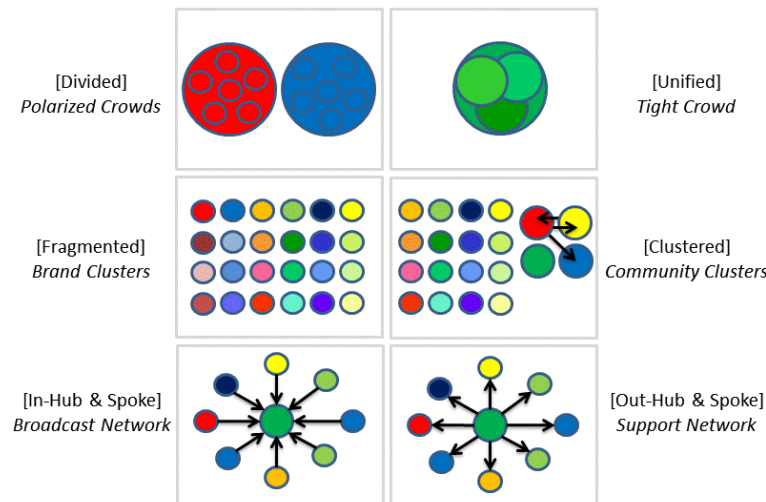 [Divided]
Polarized Crowds
[Unified]
Tight Crowd
[Fragmented]
Brand Clusters
[Clustered]
Community Clusters
[In-Hub & Spoke]
Broadcast Network
[Out-Hub & Spoke]
Support Network